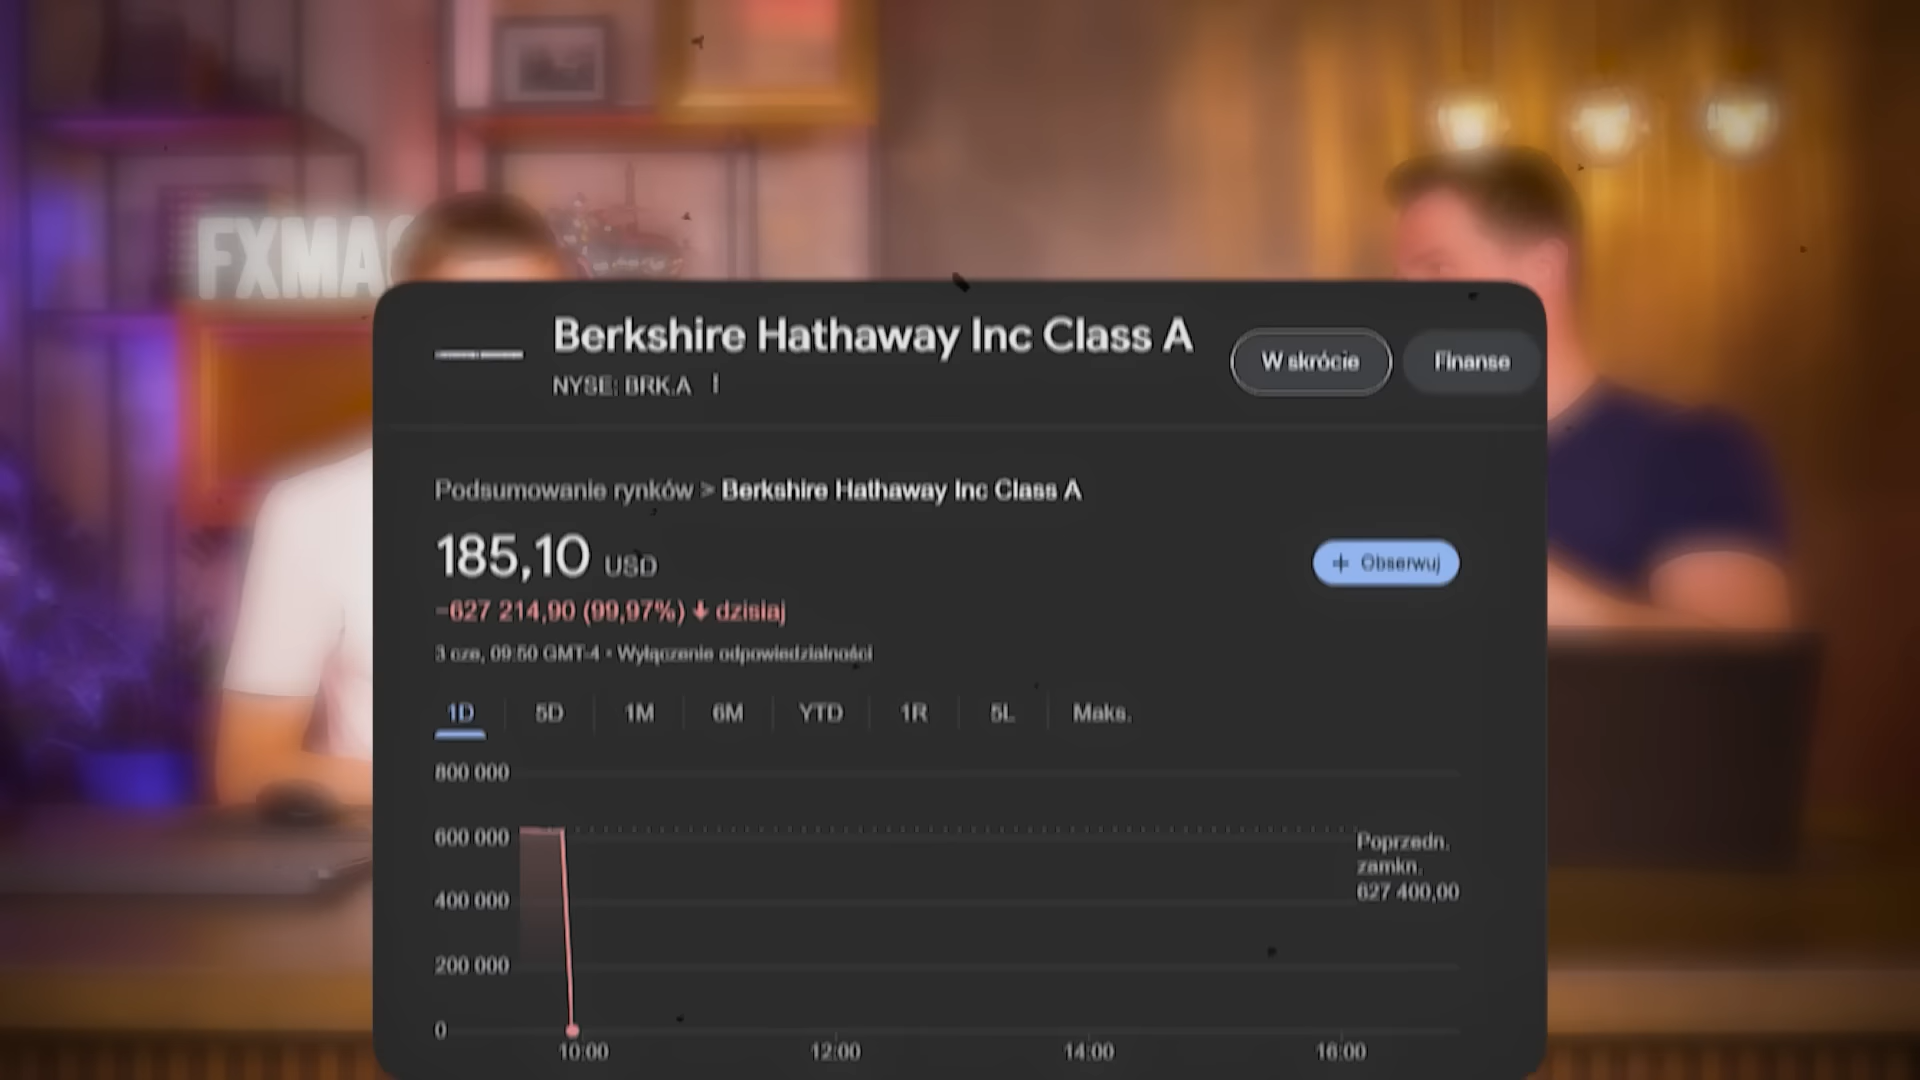 FXMA
Berkshire Hathaway Inc Class A
NYSE: BRK.A
W skrócie
Finanse
Podsumowanie rynków > Berkshire Hathaway Inc Class A
185,10 USD
+ Obserwuj
−627 214,90 (99,97%) ↓ dzisiaj
3 cze, 09:50 GMT-4 • Wyłączenie odpowiedzialności
1D 5D 1M 6M YTD 1R 5L Maks.
800 000
600 000
400 000
200 000
0
Poprzedn.
zamkn.
627 400,00
10:00 12:00 14:00 16:00